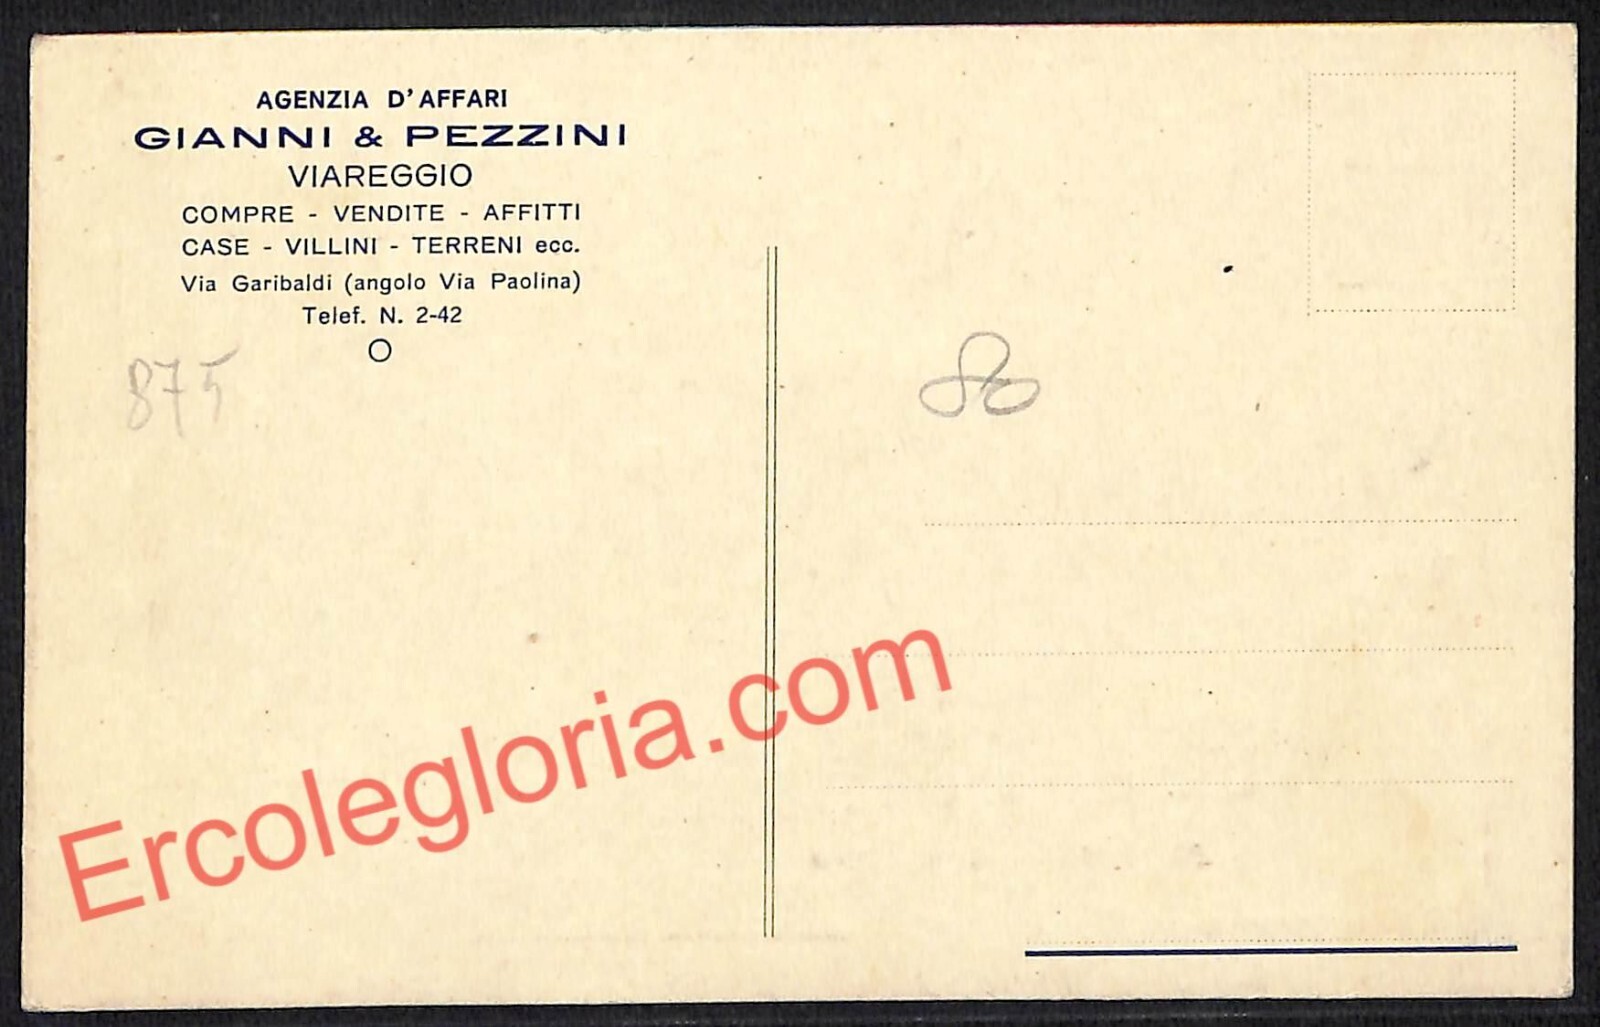 AGENZIA D'AFFARI
GIANNI & PEZZINI
VIAREGGIO
COMPRE - VENDITE - AFFITTI
CASE - VILLINI - TERRENI ecc.
Via Garibaldi (angolo Via Paolina)
Telef. N. 2-42
875
80
Ercolegloria.com